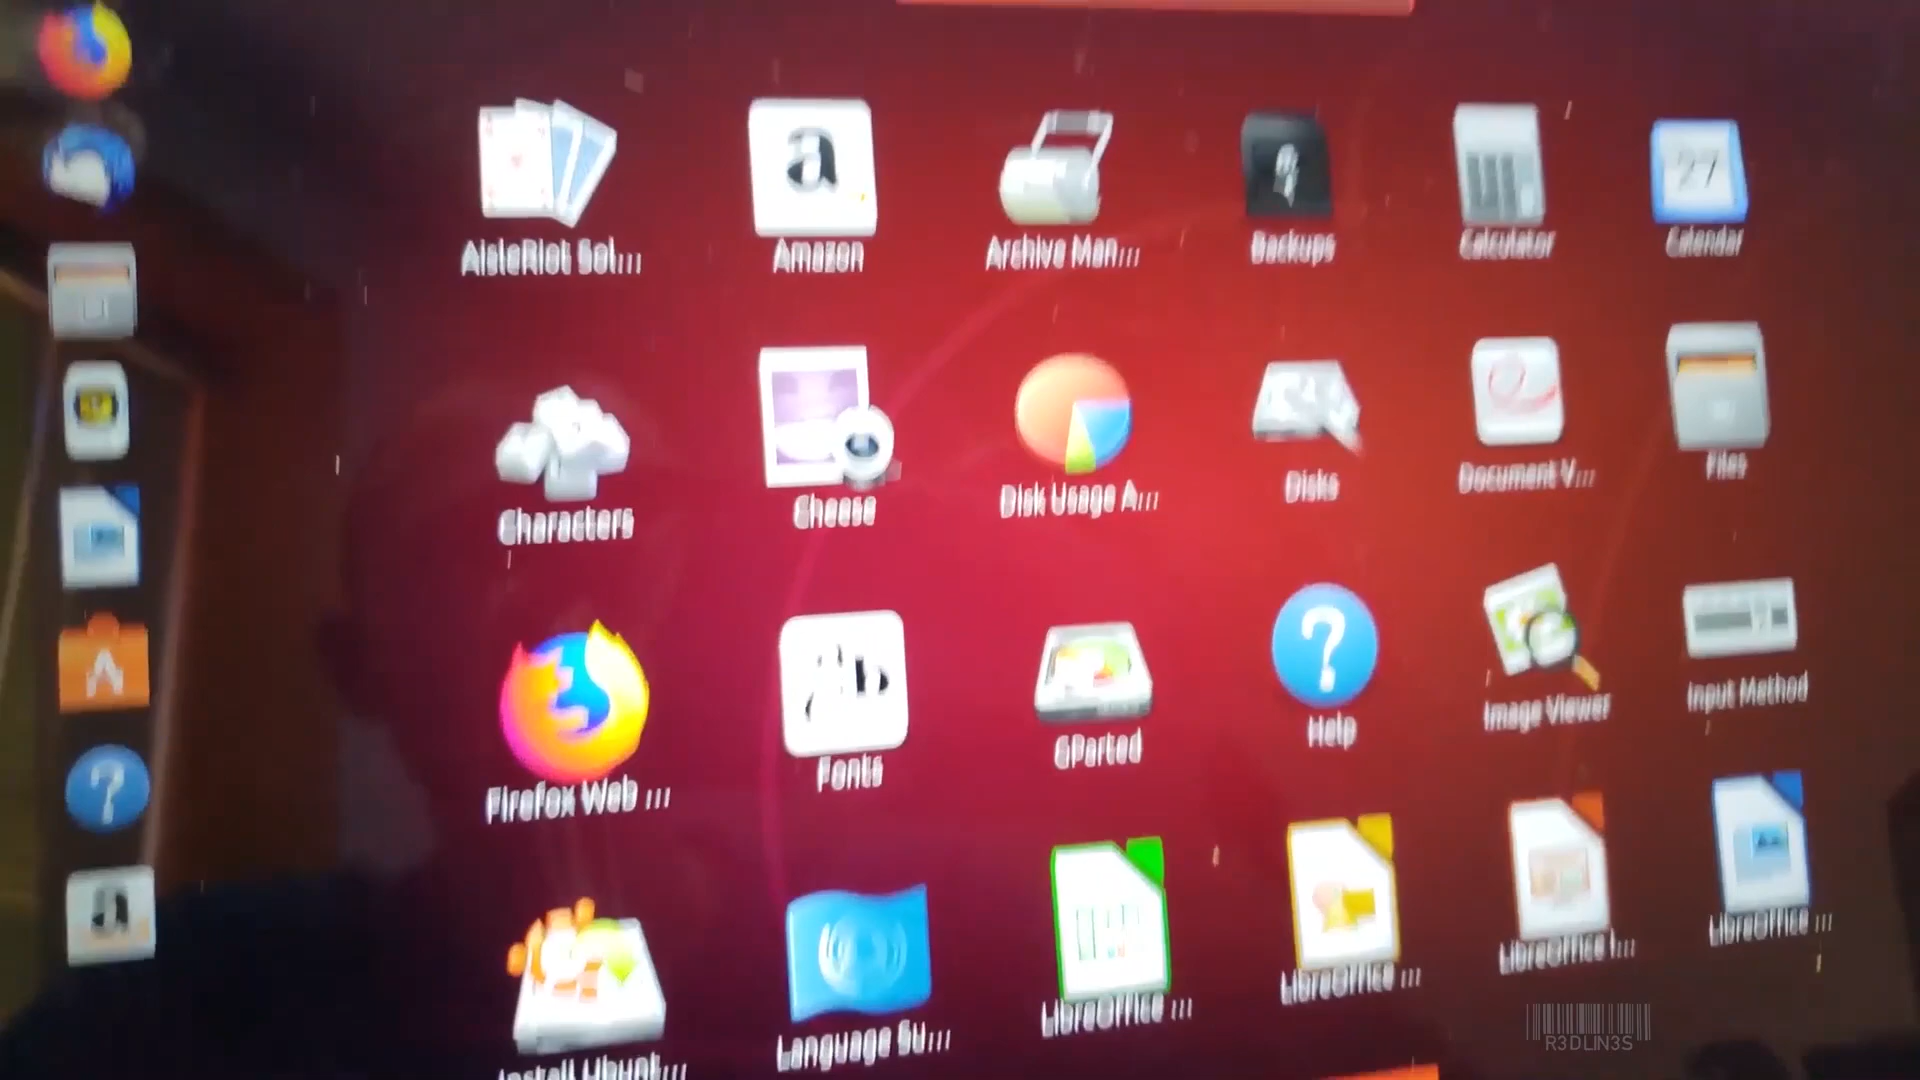 AisleRiot Sol...
Amazon
Archive Man...
Backups
Calculator
Calendar
27
Characters
Cheese
Disk Usage A...
Disks
Document V...
Files
Firefox Web ...
Fonts
GParted
Help
Image Viewer
Input Method
Install Ubunt...
Language Su...
LibreOffice ...
LibreOffice ...
LibreOffice I...
LibreOffice ...
R3DLIN3S